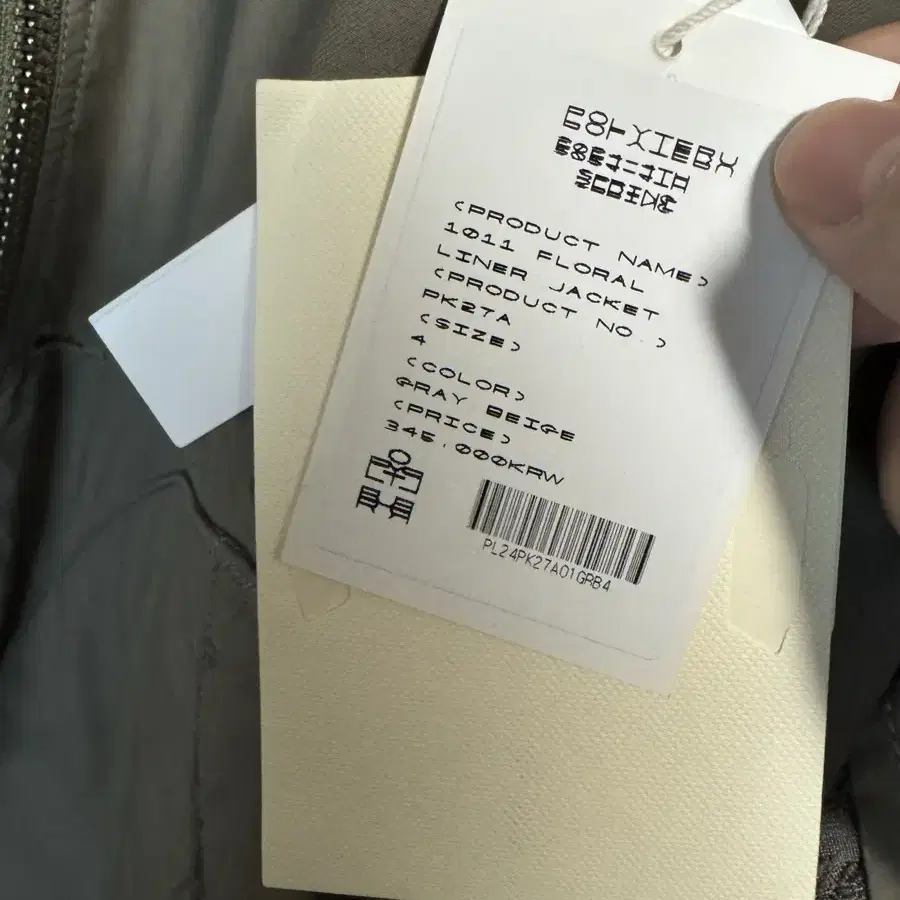 <PRODUCT NAME>
1011 FLORAL
LINER JACKET
<PRODUCT NO.>
PK27A
<SIZE>
4
<COLOR>
GRAY BEIGE
<PRICE>
345,000KRW
PL24PK27A01GRB4